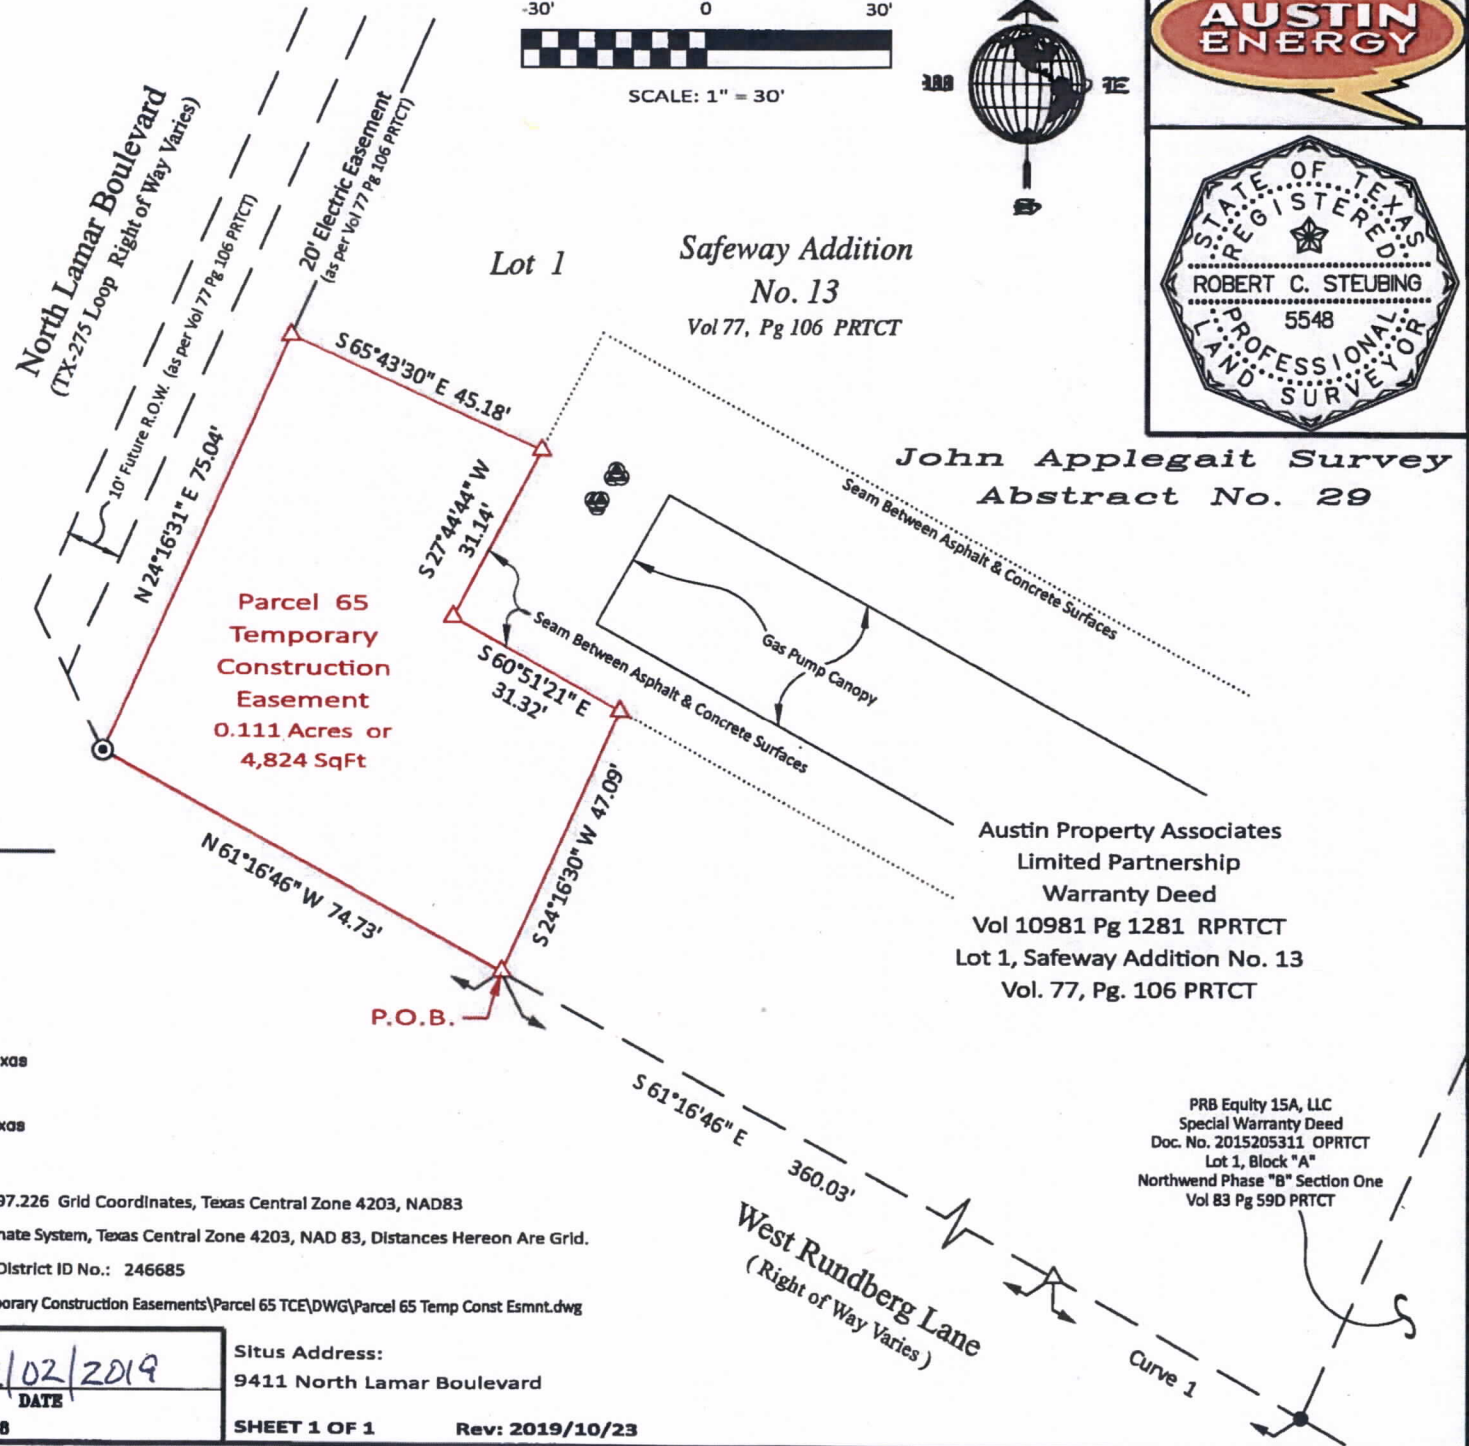 -30' 0 30'
SCALE: 1" = 30'
E
S
AUSTIN
ENERGY
STATE OF TEXAS
REGISTERED
ROBERT C. STEUBING
5548
PROFESSIONAL
LAND SURVEYOR
North Lamar Boulevard
(TX-275 Loop Right of Way Varies)
10' Future R.O.W. (as per Vol 77 Pg 106 PRTCT)
20' Electric Easement
(as per Vol 77 Pg 106 PRTCT)
Lot 1
Safeway Addition
No. 13
Vol 77, Pg 106 PRTCT
John Applegait Survey
Abstract No. 29
S 65°43'30" E 45.18'
N 24°16'31" E 75.04'
S 27°44'44" W
31.14'
Seam Between Asphalt & Concrete Surfaces
Gas Pump Canopy
Seam Between Asphalt & Concrete Surfaces
S 60°51'21" E
31.32'
Parcel 65
Temporary
Construction
Easement
0.111 Acres or
4,824 SqFt
S 24°16'30" W 47.09'
N 61°16'46" W 74.73'
P.O.B.
Austin Property Associates
Limited Partnership
Warranty Deed
Vol 10981 Pg 1281 RPRTCT
Lot 1, Safeway Addition No. 13
Vol. 77, Pg. 106 PRTCT
S 61°16'46" E 360.03'
West Rundberg Lane
( Right of Way Varies )
Curve 1
PRB Equity 15A, LLC
Special Warranty Deed
Doc. No. 2015205311 OPRTCT
Lot 1, Block "A"
Northwend Phase "B" Section One
Vol 83 Pg 59D PRTCT
xas
xas
97.226 Grid Coordinates, Texas Central Zone 4203, NAD83
nate System, Texas Central Zone 4203, NAD 83, Distances Hereon Are Grid.
District ID No.: 246685
porary Construction Easements\Parcel 65 TCE\DWG\Parcel 65 Temp Const Esmnt.dwg
/02/2019
DATE
8
Situs Address:
9411 North Lamar Boulevard
SHEET 1 OF 1 Rev: 2019/10/23